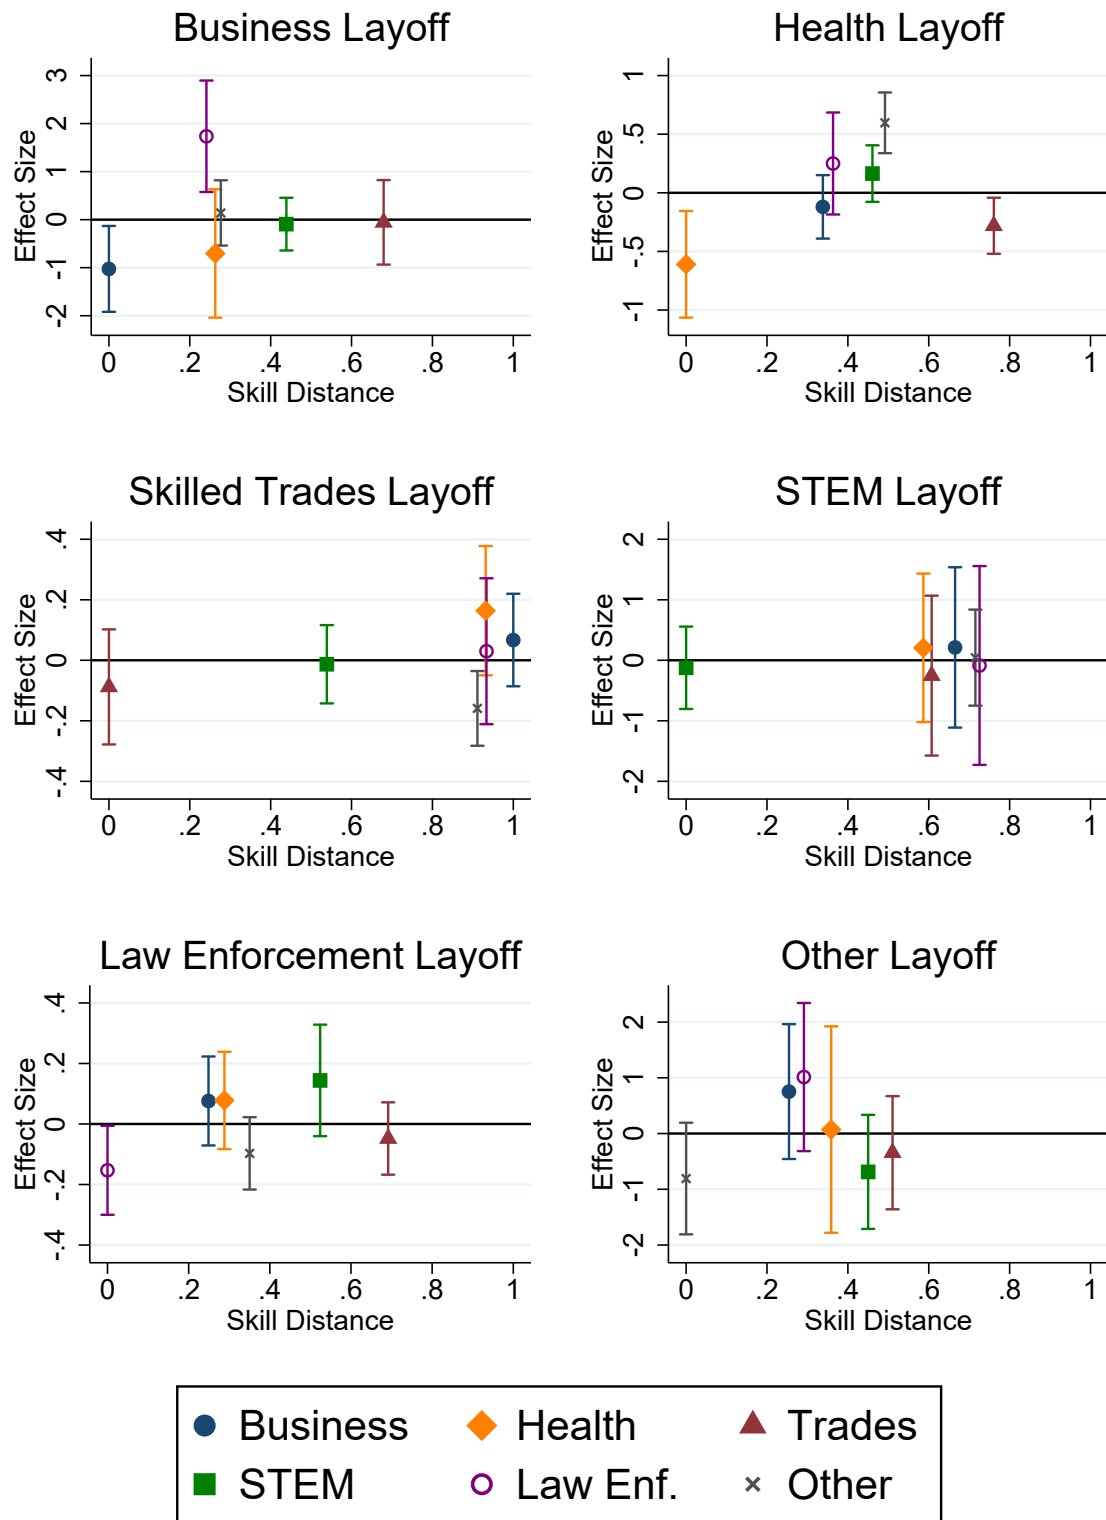 Business Layoff
Effect Size
3
2
1
0
-1
-2
0 .2 .4 .6 .8 1
Skill Distance
Health Layoff
Effect Size
1
.5
0
-.5
-1
0 .2 .4 .6 .8 1
Skill Distance
Skilled Trades Layoff
Effect Size
.4
.2
0
-.2
-.4
0 .2 .4 .6 .8 1
Skill Distance
STEM Layoff
Effect Size
2
1
0
-1
-2
0 .2 .4 .6 .8 1
Skill Distance
Law Enforcement Layoff
Effect Size
.4
.2
0
-.2
-.4
0 .2 .4 .6 .8 1
Skill Distance
Other Layoff
Effect Size
2
1
0
-1
-2
0 .2 .4 .6 .8 1
Skill Distance
Business Health Trades
STEM Law Enf. Other